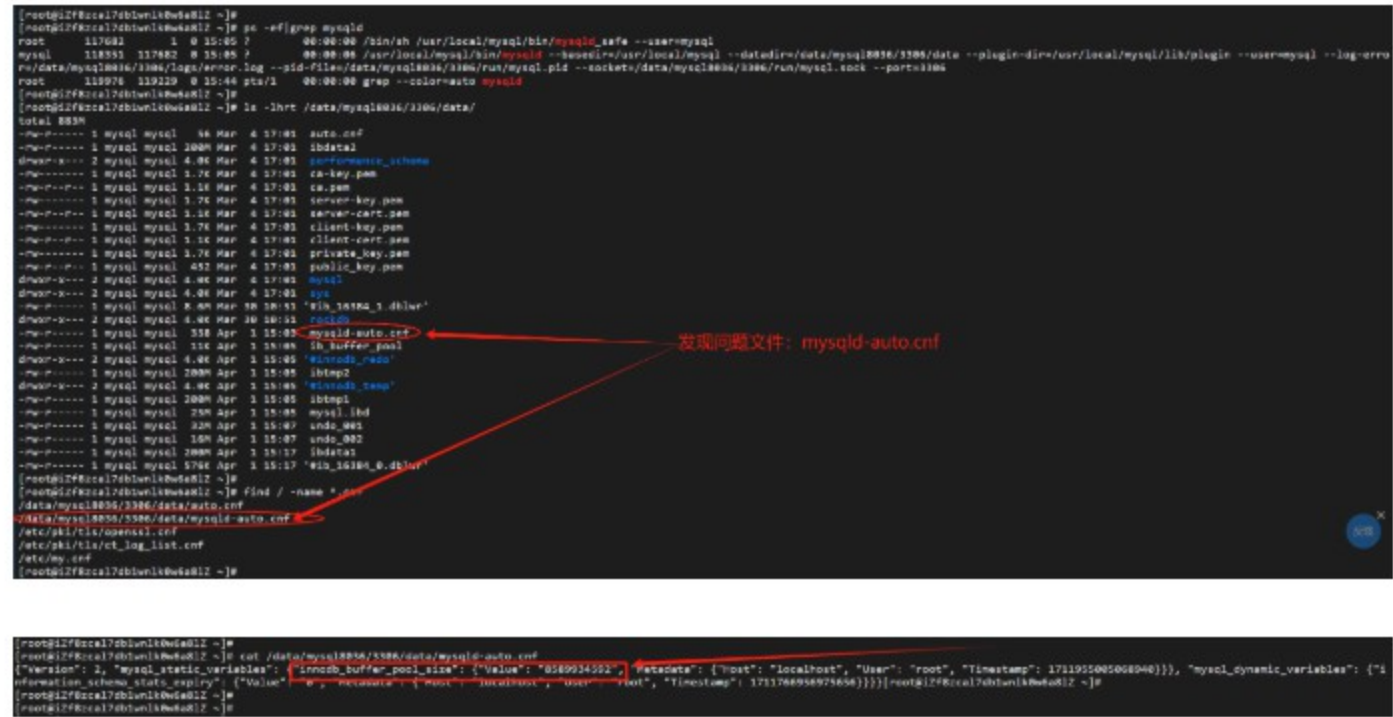 [root@iZf8zcal7db1wnlk0w6a8lZ ~]#
[root@iZf8zcal7db1wnlk0w6a8lZ ~]# ps -ef|grep mysqld
root 117682 1 0 15:05 ? 00:00:00 /bin/sh /usr/local/mysql/bin/mysqld_safe --user=mysql
mysql 118351 117682 0 15:05 ? 00:00:06 /usr/local/mysql/bin/mysqld --basedir=/usr/local/mysql --datadir=/data/mysql8036/3306/data --plugin-dir=/usr/local/mysql/lib/plugin --user=mysql --log-erro
r=/data/mysql8036/3306/logs/error.log --pid-file=/data/mysql8036/3306/run/mysql.pid --socket=/data/mysql8036/3306/run/mysql.sock --port=3306
root 119976 119229 0 15:44 pts/1 00:00:00 grep --color=auto mysqld
[root@iZf8zcal7db1wnlk0w6a8lZ ~]#
[root@iZf8zcal7db1wnlk0w6a8lZ ~]# ls -lhrt /data/mysql8036/3306/data/
total 883M
-rw-r----- 1 mysql mysql 56 Mar 4 17:01 auto.cnf
-rw-r----- 1 mysql mysql 200M Mar 4 17:01 ibdata2
drwxr-x--- 2 mysql mysql 4.0K Mar 4 17:01 performance_schema
-rw------- 1 mysql mysql 1.7K Mar 4 17:01 ca-key.pem
-rw-r--r-- 1 mysql mysql 1.1K Mar 4 17:01 ca.pem
-rw------- 1 mysql mysql 1.7K Mar 4 17:01 server-key.pem
-rw-r--r-- 1 mysql mysql 1.1K Mar 4 17:01 server-cert.pem
-rw------- 1 mysql mysql 1.7K Mar 4 17:01 client-key.pem
-rw-r--r-- 1 mysql mysql 1.1K Mar 4 17:01 client-cert.pem
-rw------- 1 mysql mysql 1.7K Mar 4 17:01 private_key.pem
-rw-r--r-- 1 mysql mysql 452 Mar 4 17:01 public_key.pem
drwxr-x--- 2 mysql mysql 4.0K Mar 4 17:01 mysql
drwxr-x--- 2 mysql mysql 4.0K Mar 4 17:01 sys
-rw-r----- 1 mysql mysql 8.6M Mar 30 10:51 '#ib_16384_1.dblwr'
drwxr-x--- 2 mysql mysql 4.0K Mar 30 10:51 rockdb
-rw-r----- 1 mysql mysql 338 Apr 1 15:03 mysqld-auto.cnf
-rw-r----- 1 mysql mysql 11K Apr 1 15:05 ib_buffer_pool
drwxr-x--- 2 mysql mysql 4.0K Apr 1 15:05 '#innodb_redo'
-rw-r----- 1 mysql mysql 200M Apr 1 15:05 ibtmp2
drwxr-x--- 2 mysql mysql 4.0K Apr 1 15:05 '#innodb_temp'
-rw-r----- 1 mysql mysql 200M Apr 1 15:05 ibtmp1
-rw-r----- 1 mysql mysql 25M Apr 1 15:05 mysql.ibd
-rw-r----- 1 mysql mysql 32M Apr 1 15:07 undo_001
-rw-r----- 1 mysql mysql 16M Apr 1 15:07 undo_002
-rw-r----- 1 mysql mysql 200M Apr 1 15:17 ibdata1
-rw-r----- 1 mysql mysql 576K Apr 1 15:17 '#ib_16384_0.dblwr'
发现问题文件：mysqld-auto.cnf
[root@iZf8zcal7db1wnlk0w6a8lZ ~]#
[root@iZf8zcal7db1wnlk0w6a8lZ ~]# find / -name *.cnf
/data/mysql8036/3306/data/auto.cnf
/data/mysql8036/3306/data/mysqld-auto.cnf
/etc/pki/tls/openssl.cnf
/etc/pki/tls/ct_log_list.cnf
/etc/my.cnf
[root@iZf8zcal7db1wnlk0w6a8lZ ~]#
[root@iZf8zcal7db1wnlk0w6a8lZ ~]#
[root@iZf8zcal7db1wnlk0w6a8lZ ~]# cat /data/mysql8036/3306/data/mysqld-auto.cnf
{"Version": 2, "mysql_static_variables": {"innodb_buffer_pool_size": {"Value": "8589934592", "Metadata": {"Host": "localhost", "User": "root", "Timestamp": 1711955005068940}}}, "mysql_dynamic_variables": {"i
nformation_schema_stats_expiry": {"Value": "0", "Metadata": {"Host": "localhost", "User": "root", "Timestamp": 1711766956975656}}}}[root@iZf8zcal7db1wnlk0w6a8lZ ~]#
[root@iZf8zcal7db1wnlk0w6a8lZ ~]#